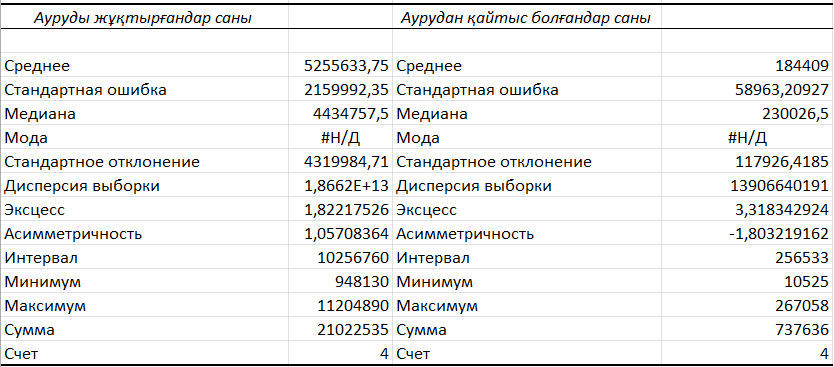 Ауруды жұқтырғандар саны Аурудан қайтыс болғандар саны
Среднее 5255633,75 Среднее 184409
Стандартная ошибка 2159992,35 Стандартная ошибка 58963,20927
Медиана 4434757,5 Медиана 230026,5
Мода #Н/Д Мода #Н/Д
Стандартное отклонение 4319984,71 Стандартное отклонение 117926,4185
Дисперсия выборки 1,8662E+13 Дисперсия выборки 13906640191
Эксцесс 1,82217526 Эксцесс 3,318342924
Асимметричность 1,05708364 Асимметричность -1,803219162
Интервал 10256760 Интервал 256533
Минимум 948130 Минимум 10525
Максимум 11204890 Максимум 267058
Сумма 21022535 Сумма 737636
Счет 4 Счет 4